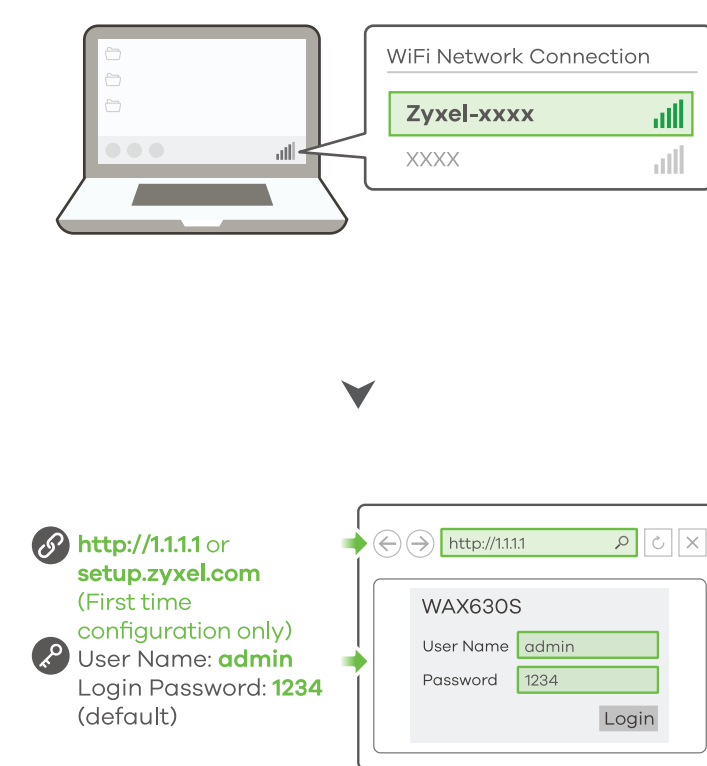 WiFi Network Connection
Zyxel-xxxx
XXXX
http://1.1.1.1 or
setup.zyxel.com
(First time
configuration only)
User Name: admin
Login Password: 1234
(default)
http://1.1.1.1
WAX630S
User Name admin
Password 1234
Login